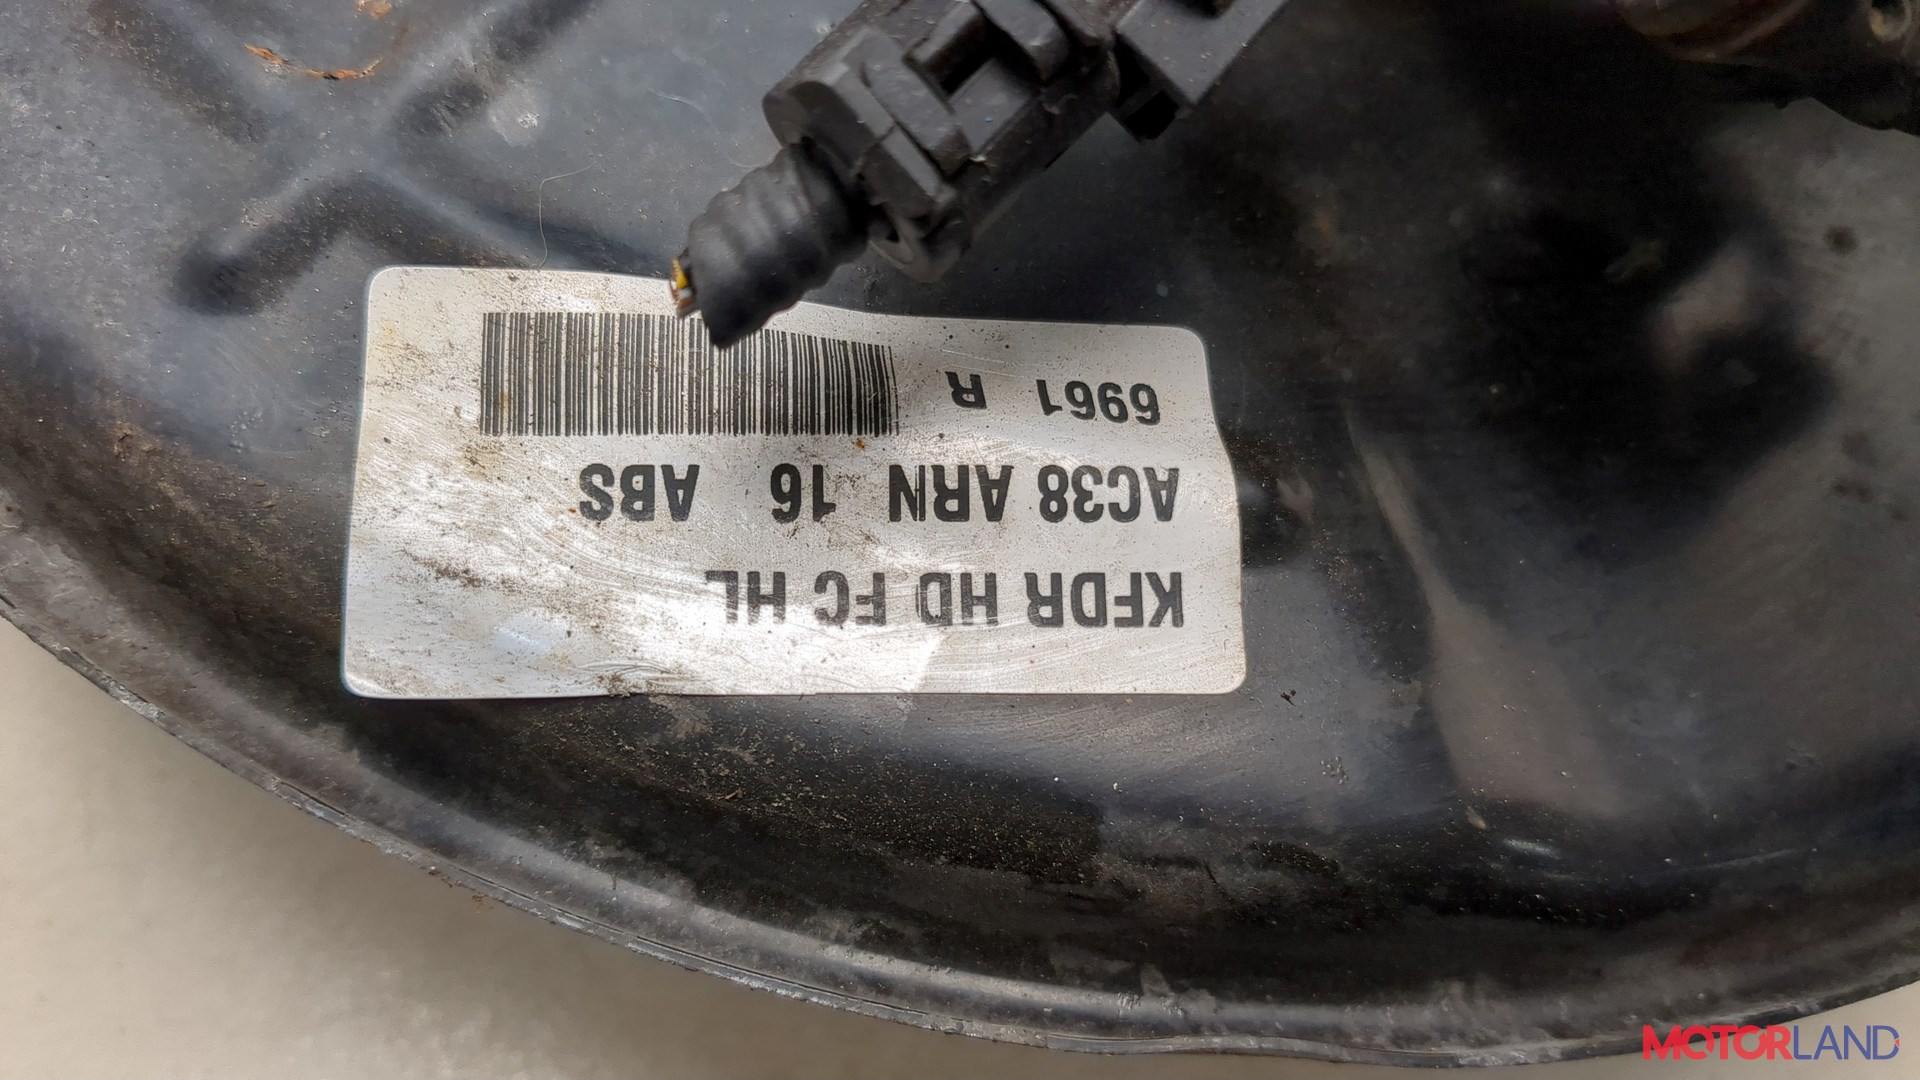 KFDR HD FC HL
AC38 ARN 16 ABS
6961 R
MOTORLAND